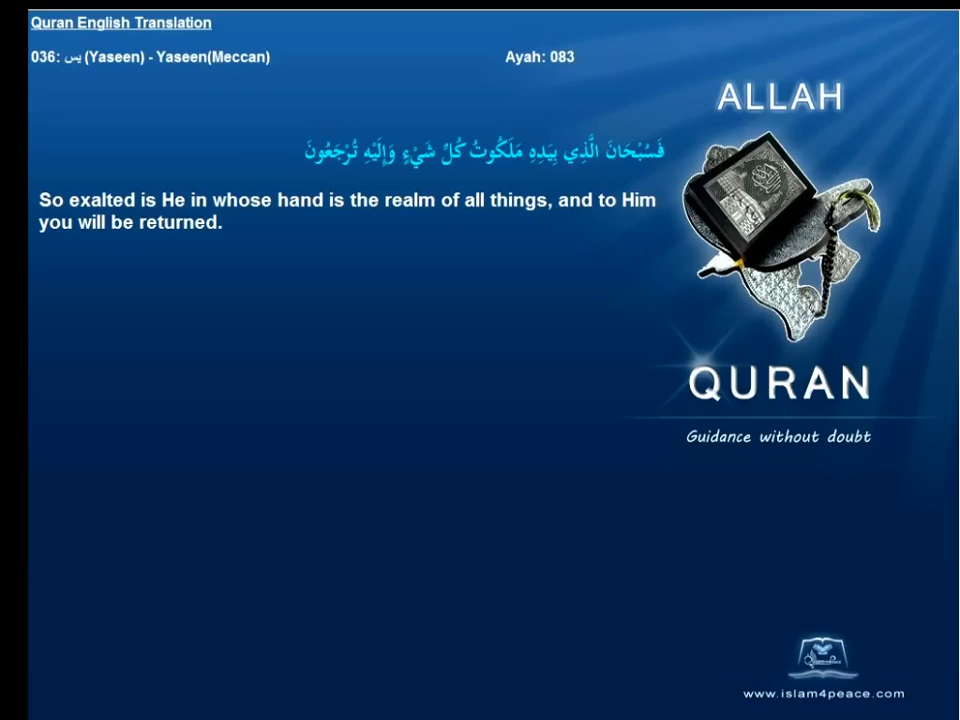 Quran English Translation
036: يس (Yaseen) - Yaseen(Meccan) Ayah: 083
ALLAH
فَسُبْحَانَ الَّذِي بِيَدِهِ مَلَكُوتُ كُلِّ شَيْءٍ وَإِلَيْهِ تُرْجَعُونَ
So exalted is He in whose hand is the realm of all things, and to Him
you will be returned.
QURAN
Guidance without doubt
www.islam4peace.com